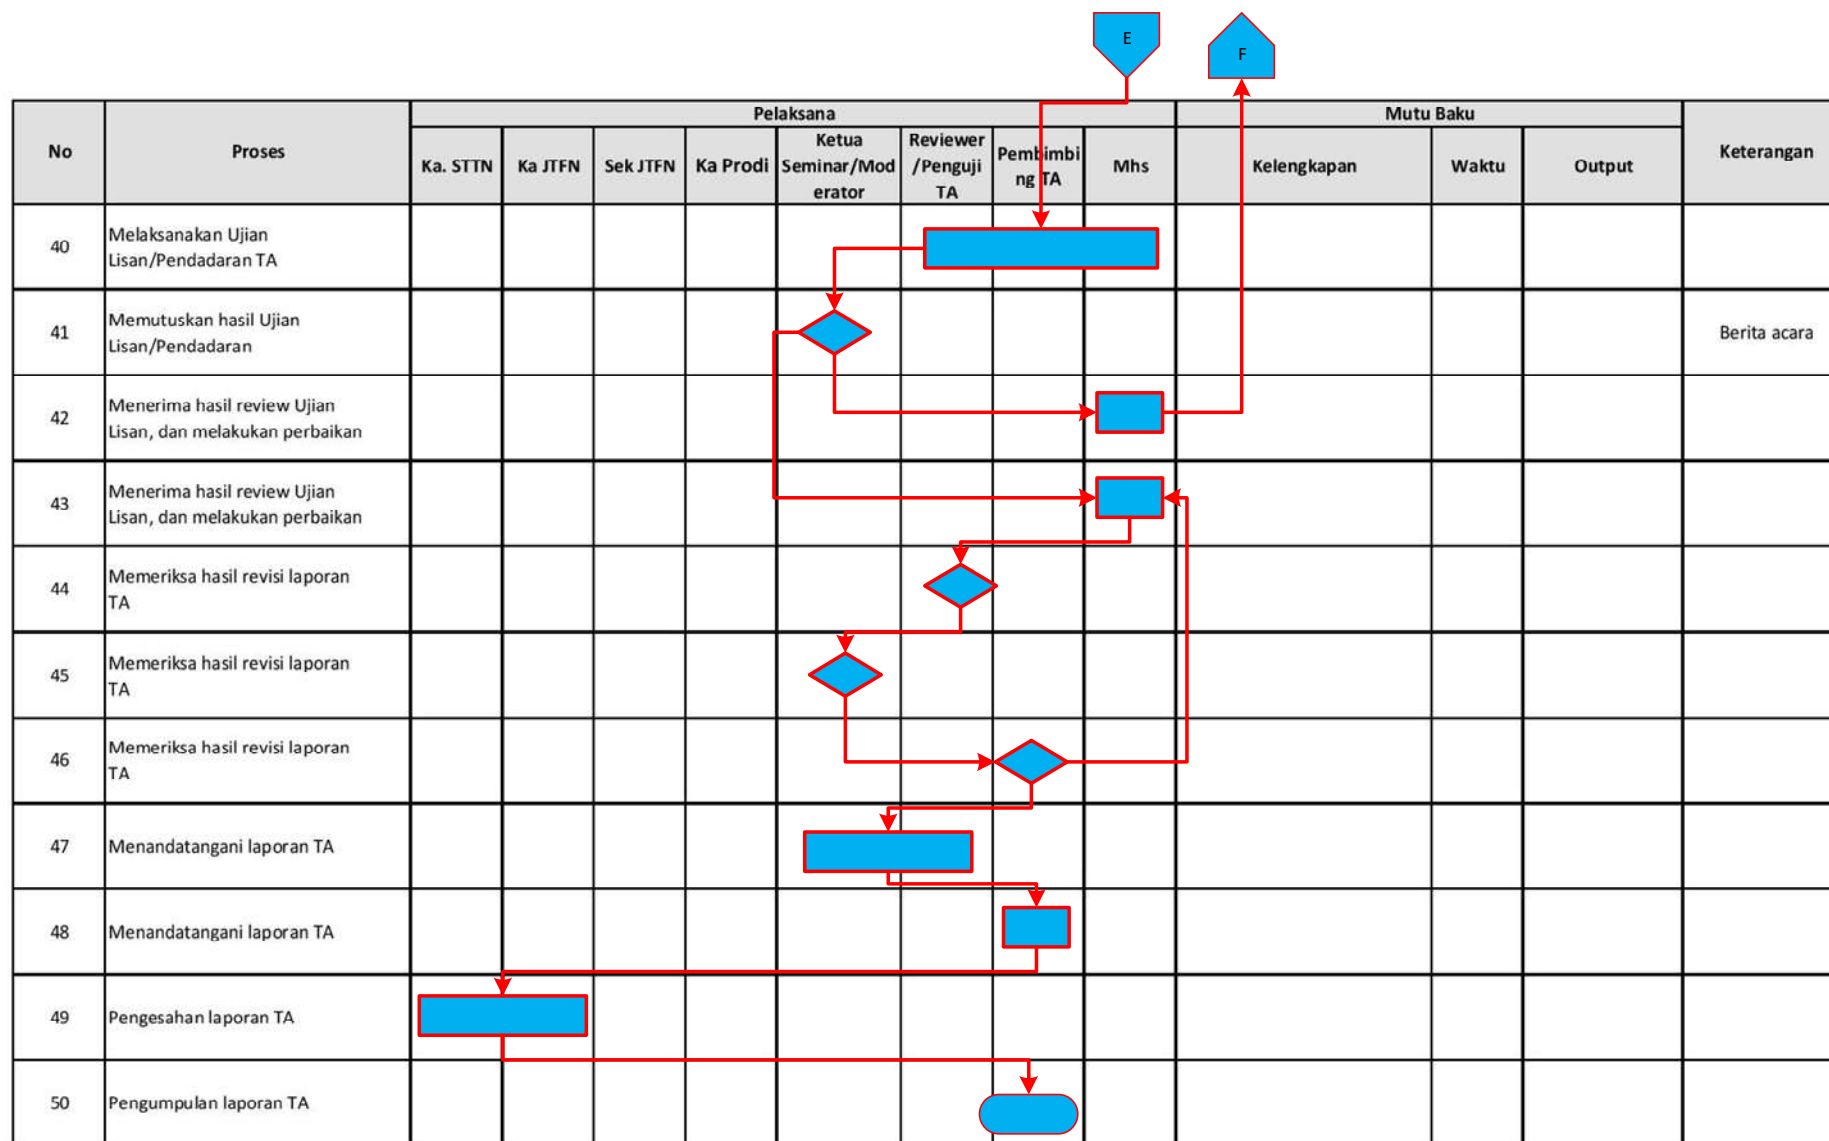 E
F
No
Proses
Pelaksana
Mutu Baku
Keterangan
Ka. STTN
Ka JTFN
Sek JTFN
Ka Prodi
Ketua
Seminar/Mod
erator
Reviewer
/Penguji
TA
Pembimbi
ng TA
Mhs
Kelengkapan
Waktu
Output
40
Melaksanakan Ujian
Lisan/Pendadaran TA
41
Memutuskan hasil Ujian
Lisan/Pendadaran
Berita acara
42
Menerima hasil review Ujian
Lisan, dan melakukan perbaikan
43
Menerima hasil review Ujian
Lisan, dan melakukan perbaikan
44
Memeriksa hasil revisi laporan
TA
45
Memeriksa hasil revisi laporan
TA
46
Memeriksa hasil revisi laporan
TA
47
Menandatangani laporan TA
48
Menandatangani laporan TA
49
Pengesahan laporan TA
50
Pengumpulan laporan TA